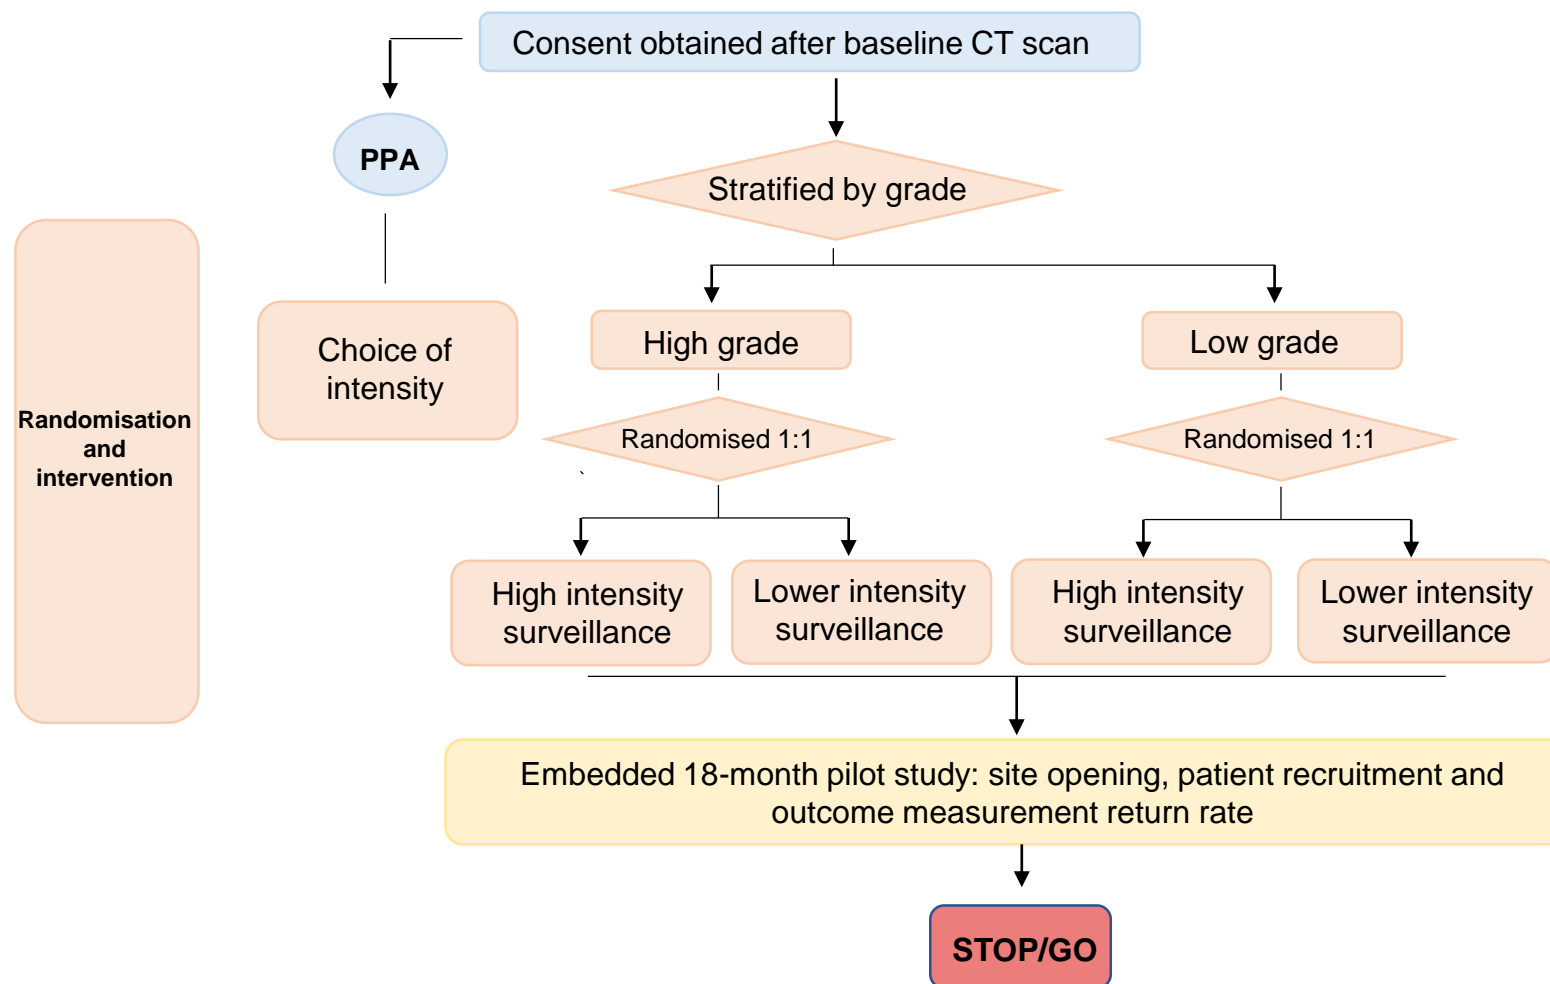 Consent obtained after baseline CT scan
PPA
Stratified by grade
Randomisation
and
intervention
Choice of
intensity
High grade
Low grade
Randomised 1:1
Randomised 1:1
`
High intensity
surveillance
Lower intensity
surveillance
High intensity
surveillance
Lower intensity
surveillance
Embedded 18-month pilot study: site opening, patient recruitment and
outcome measurement return rate
STOP/GO